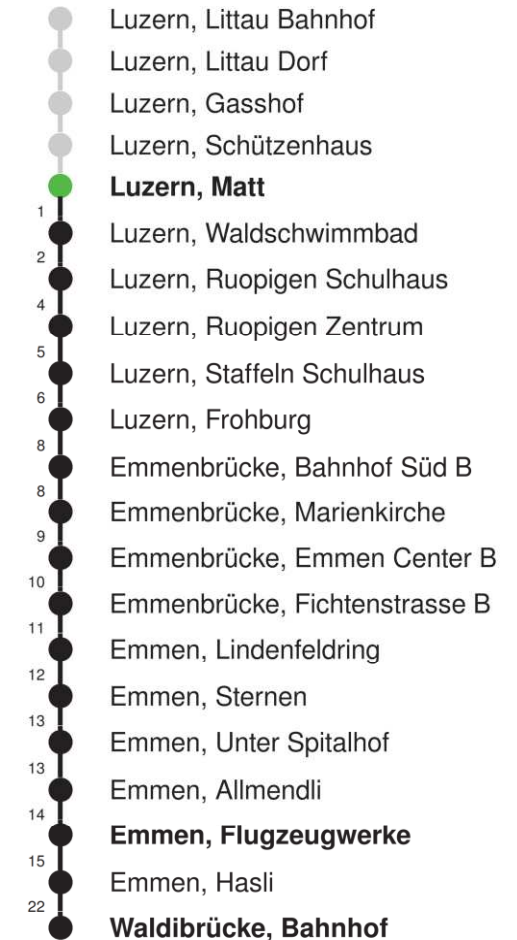 Luzern, Littau Bahnhof
Luzern, Littau Dorf
Luzern, Gasshof
Luzern, Schützenhaus
Luzern, Matt
1
Luzern, Waldschwimmbad
2
Luzern, Ruopigen Schulhaus
4
Luzern, Ruopigen Zentrum
5
Luzern, Staffeln Schulhaus
6
Luzern, Frohburg
8
Emmenbrücke, Bahnhof Süd B
8
Emmenbrücke, Marienkirche
9
Emmenbrücke, Emmen Center B
10
Emmenbrücke, Fichtenstrasse B
11
Emmen, Lindenfeldring
12
Emmen, Sternen
13
Emmen, Unter Spitalhof
13
Emmen, Allmendli
14
Emmen, Flugzeugwerke
15
Emmen, Hasli
22
Waldibrücke, Bahnhof